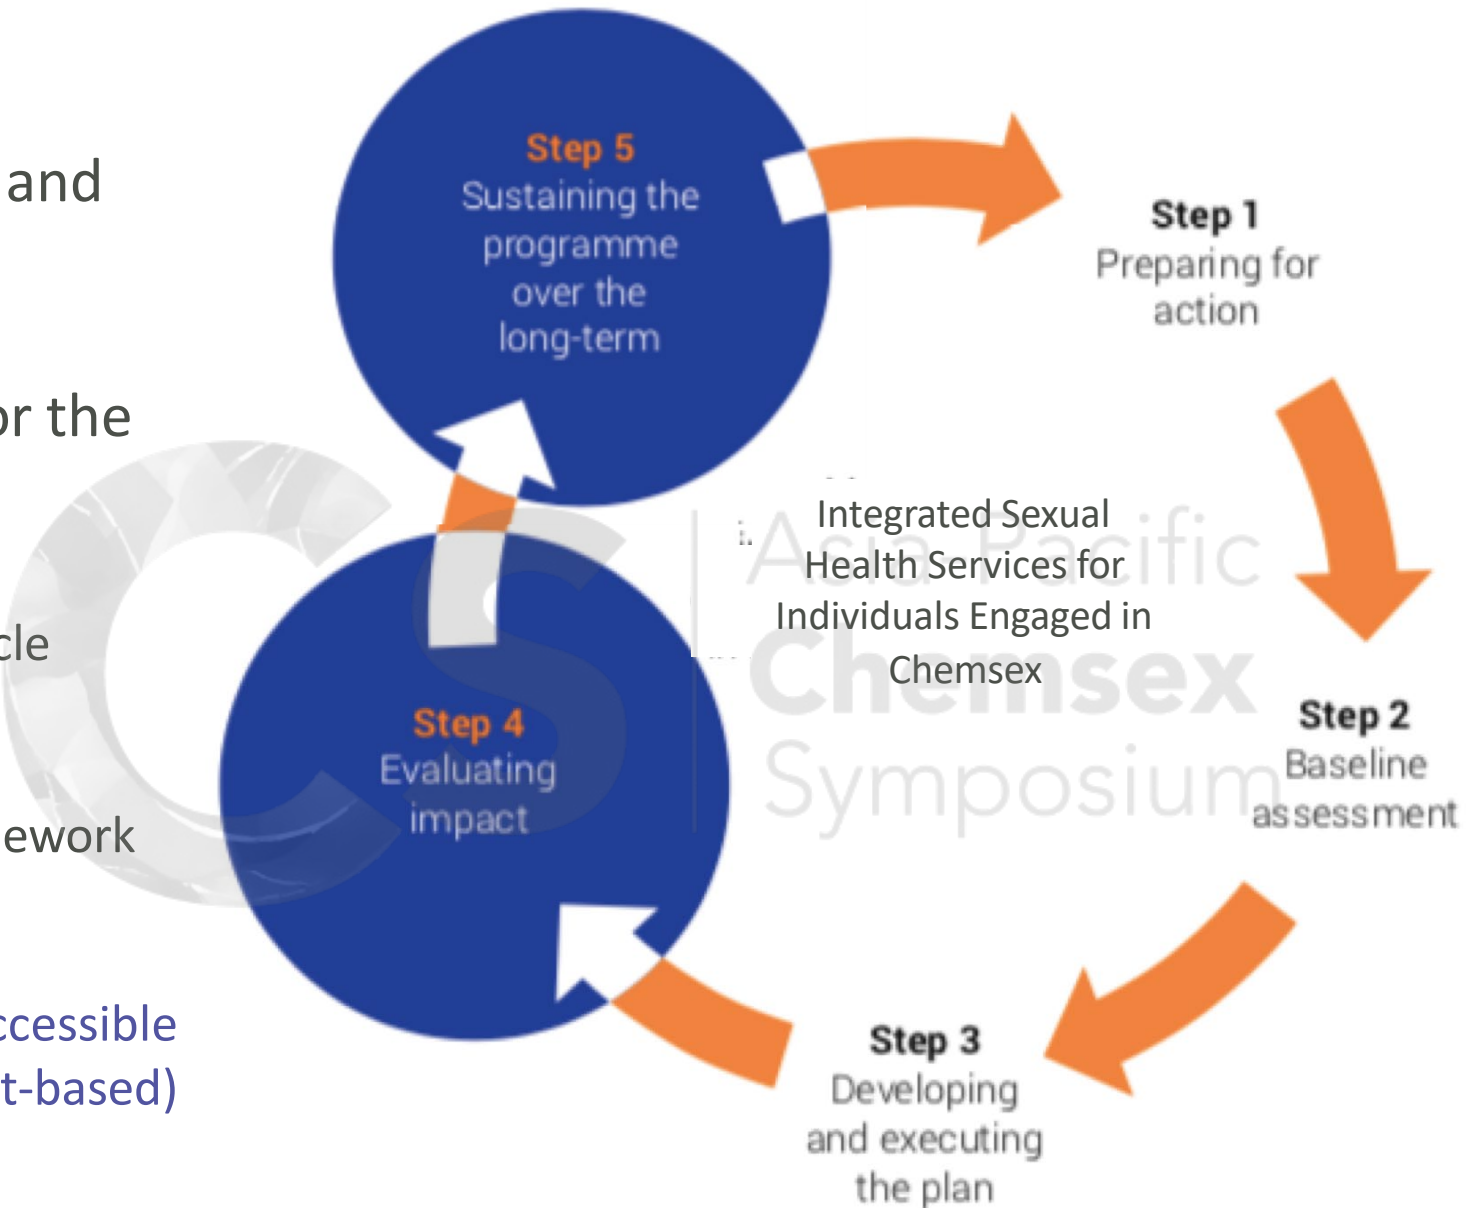 and
or the
cle
ework
ccessible
t-based)
Step 5
Sustaining the
programme
over the
long-term
Step 1
Preparing for
action
Integrated Sexual
Health Services for
Individuals Engaged in
Chemsex
CS
Asia-Pacific
Chemsex
Symposium
Step 2
Baseline
assessment
Step 4
Evaluating
impact
Step 3
Developing
and executing
the plan